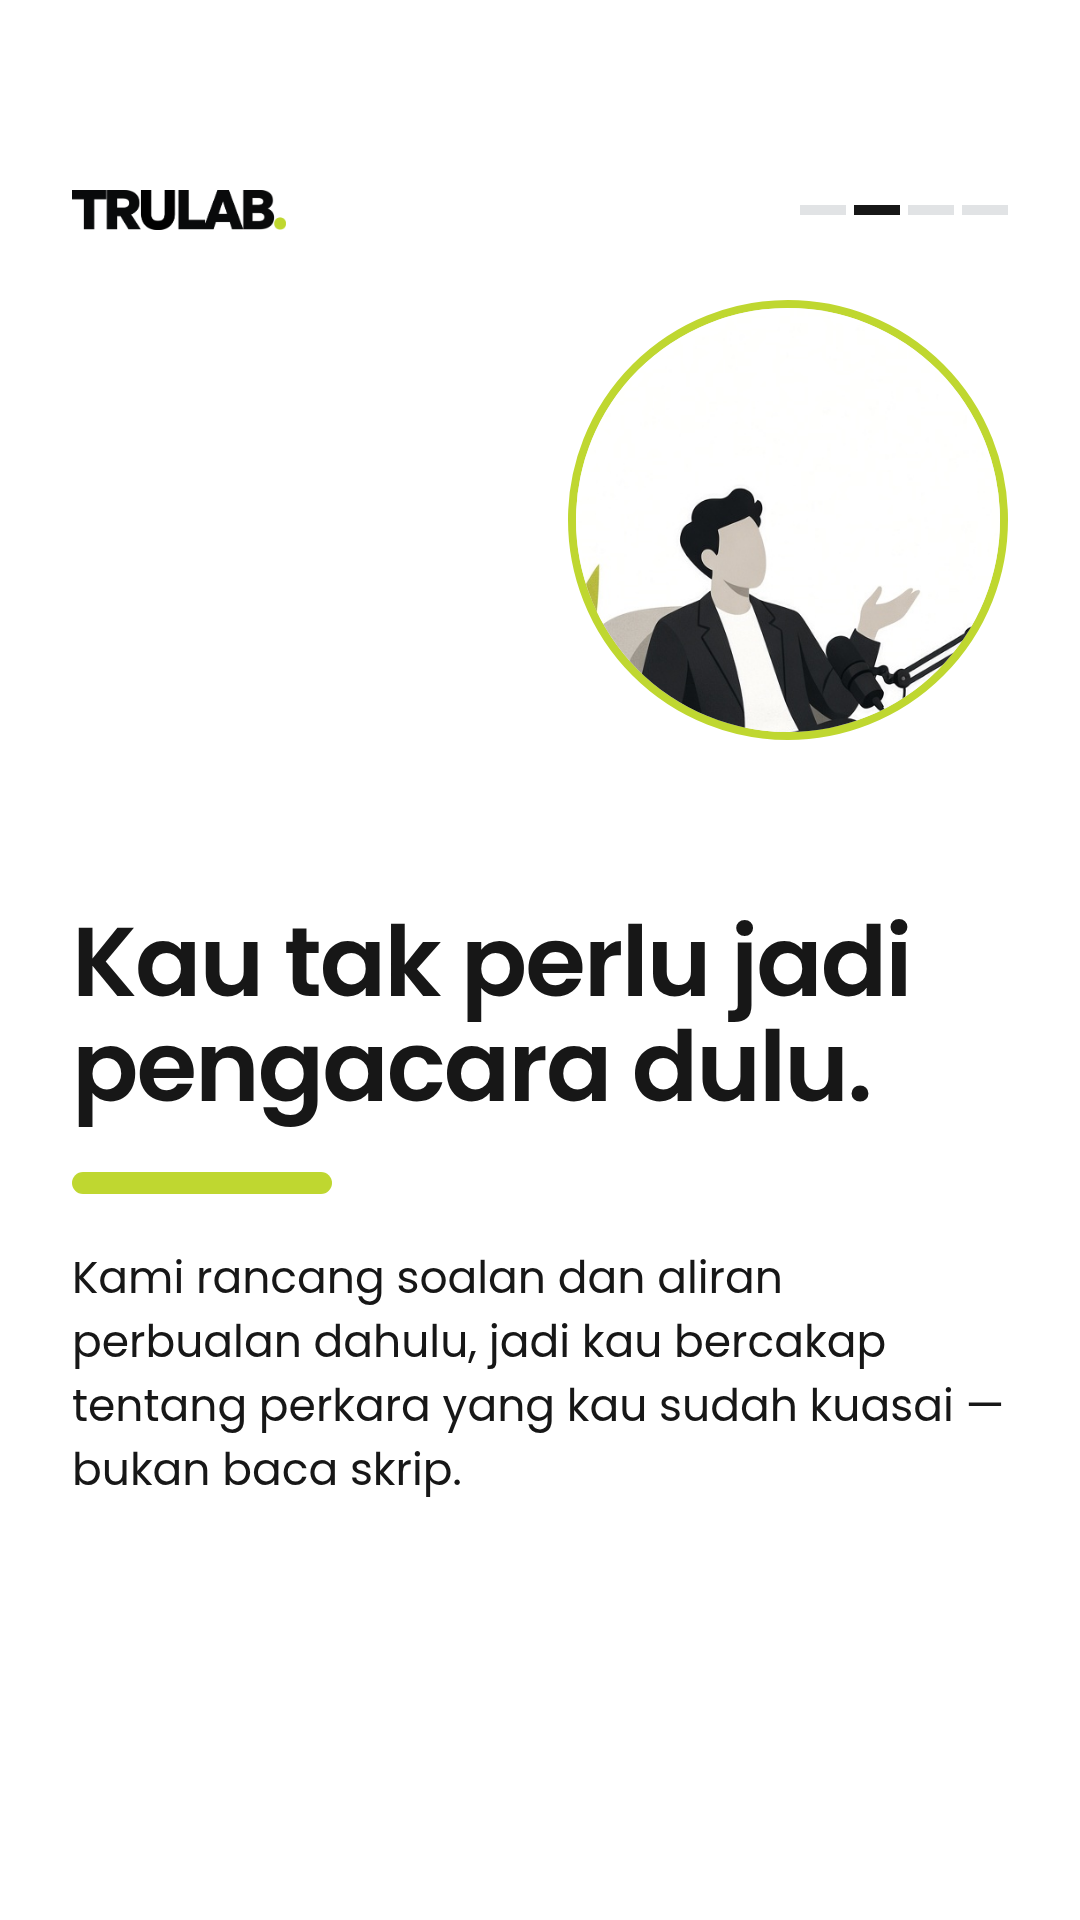 TRULAB.
Kau tak perlu jadi
pengacara dulu.
Kami rancang soalan dan aliran
perbualan dahulu, jadi kau bercakap
tentang perkara yang kau sudah kuasai —
bukan baca skrip.